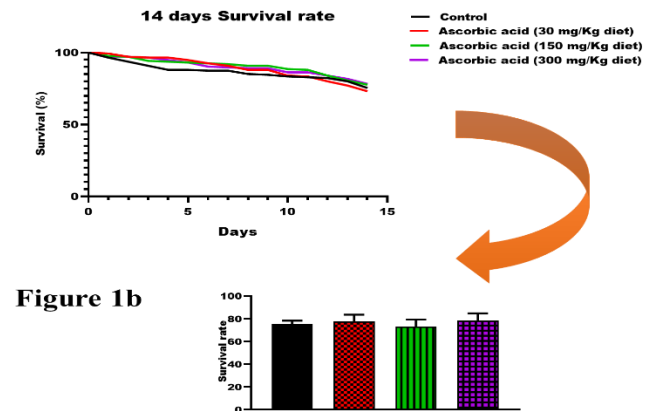 14 days Survival rate
Control
Ascorbic acid (30 mg/Kg diet)
Ascorbic acid (150 mg/Kg diet)
Ascorbic acid (300 mg/Kg diet)
100
50
0
Survival (%)
0 5 10 15
Days
Figure 1b
100
80
60
40
20
0
Survival rate